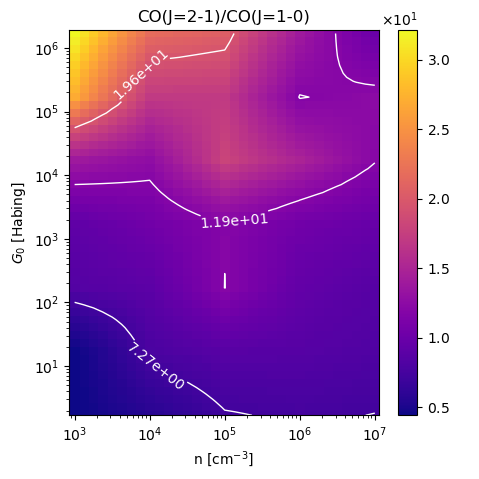 CO(J=2-1)/CO(J=1-0)
×10¹
10⁶
10⁵
10⁴
10³
10²
10¹
G₀ [Habing]
1.96e+01
1.19e+01
7.27e+00
3.0
2.5
2.0
1.5
1.0
0.5
10³ 10⁴ 10⁵ 10⁶ 10⁷
n [cm⁻³]